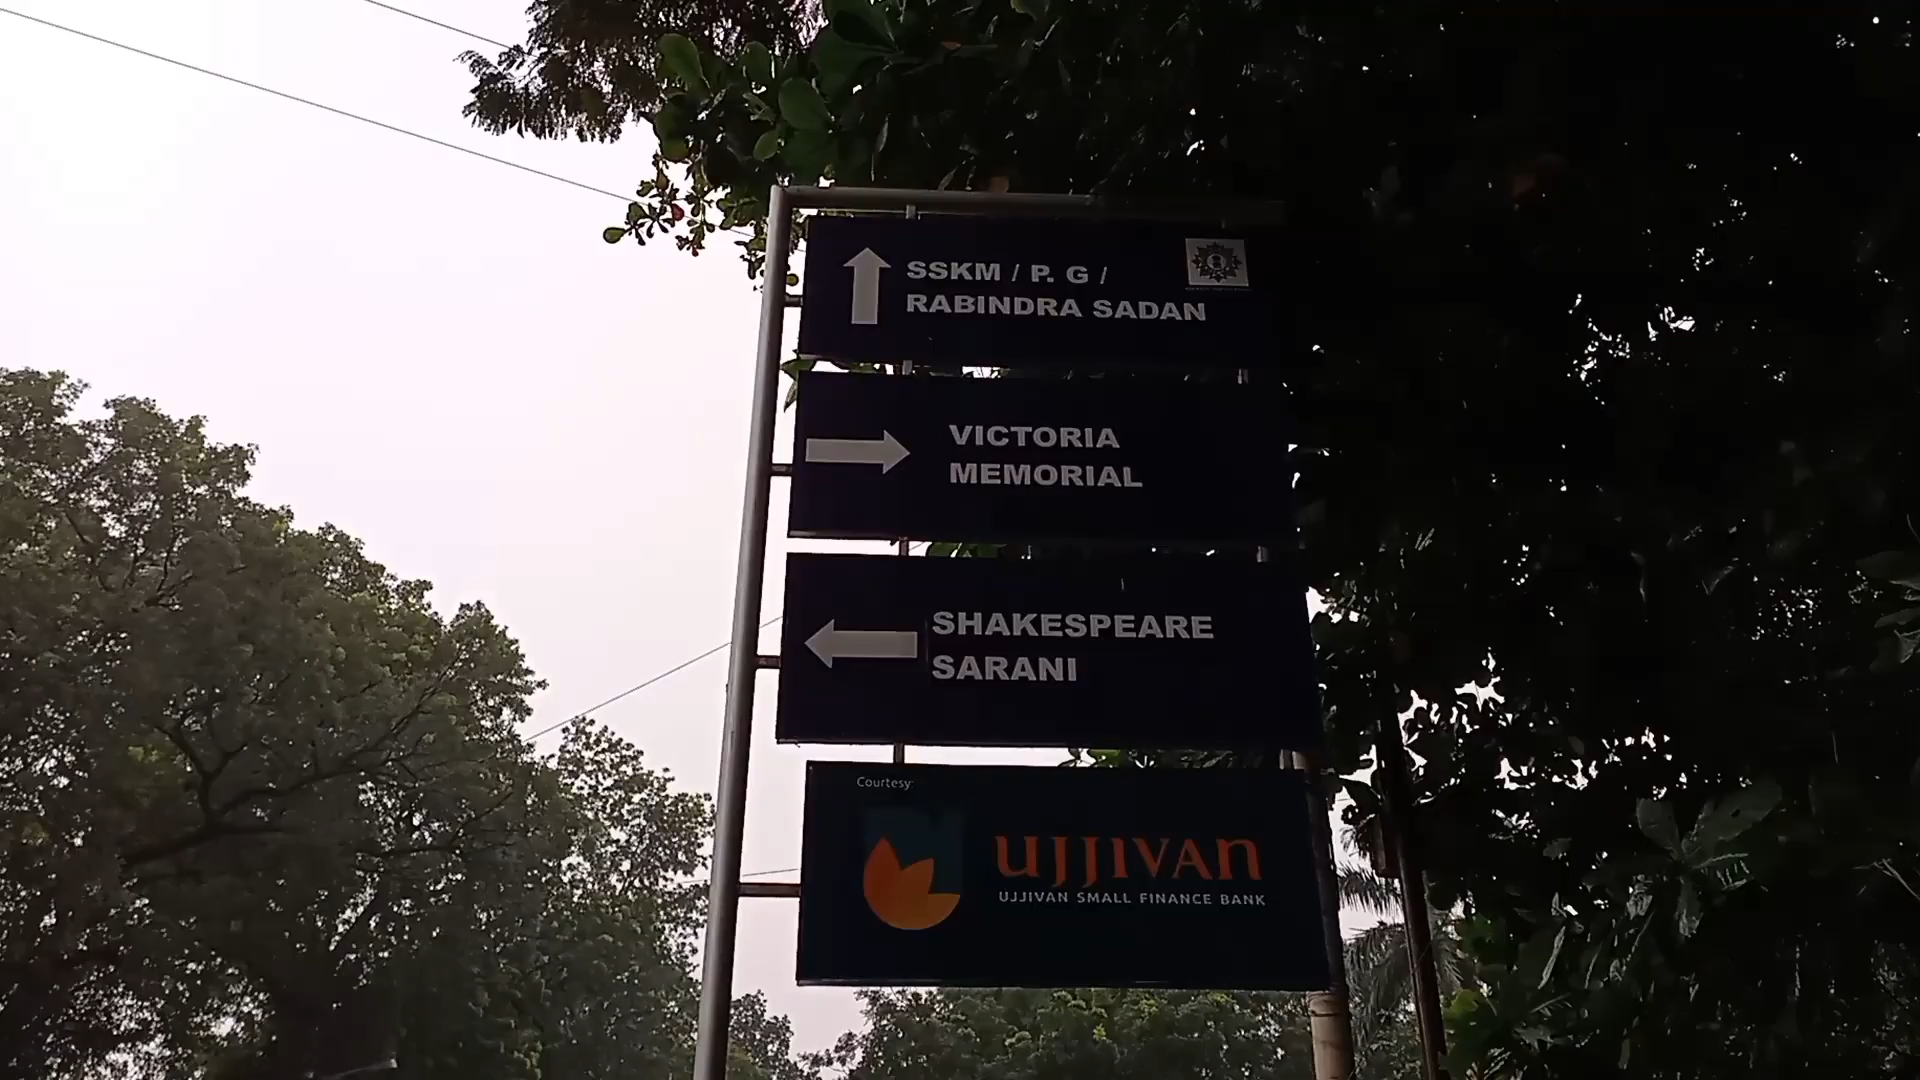 SSKM / P. G /
RABINDRA SADAN
VICTORIA
MEMORIAL
SHAKESPEARE
SARANI
Courtesy:
UJJIVAN
UJJIVAN SMALL FINANCE BANK